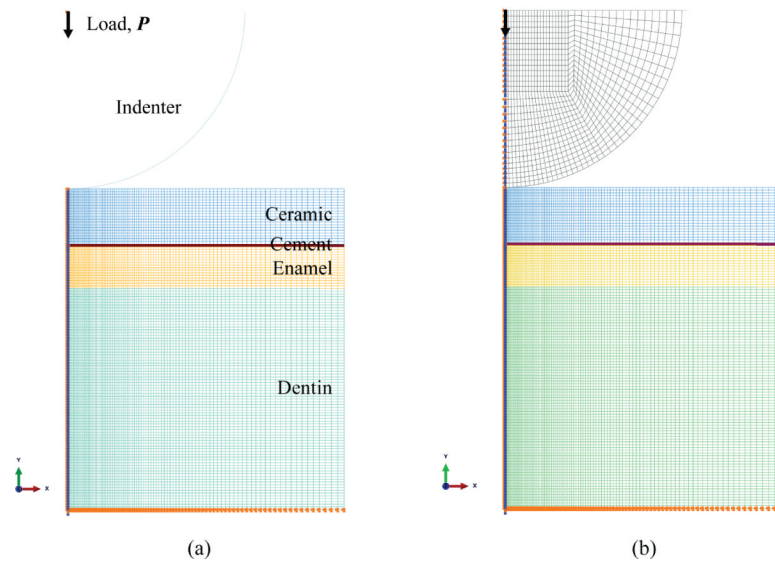 Load, P
Indenter
Ceramic
Cement
Enamel
Dentin
Y
X
(a)
Y
X
(b)